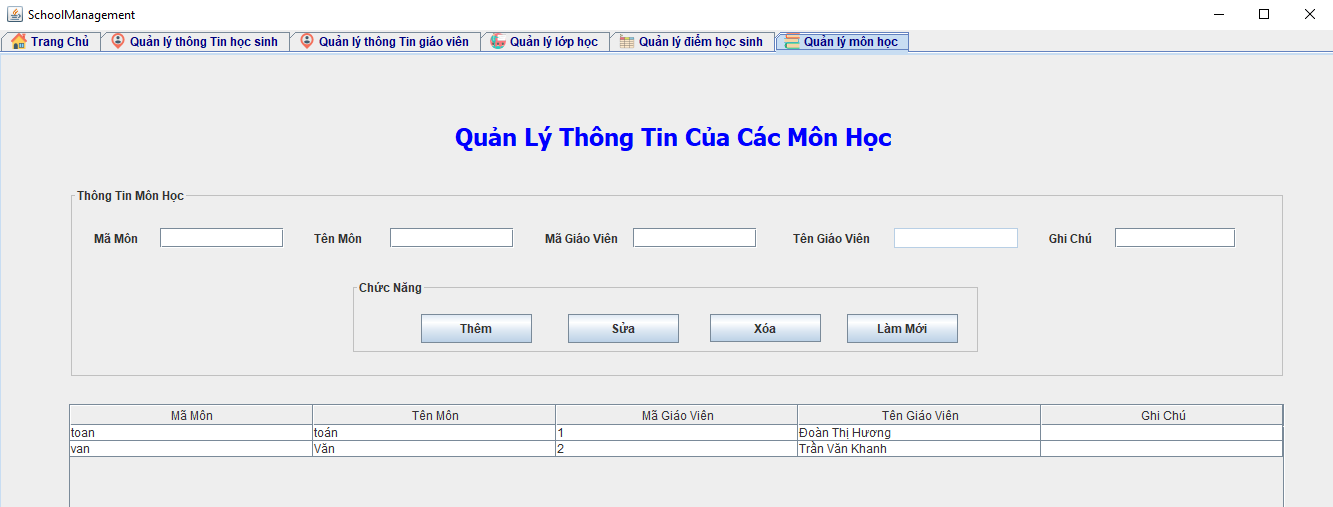 SchoolManagement
Trang Chủ Quản lý thông Tin học sinh Quản lý thông Tin giáo viên Quản lý lớp học Quản lý điểm học sinh Quản lý môn học
Quản Lý Thông Tin Của Các Môn Học
Thông Tin Môn Học
Mã Môn Tên Môn Mã Giáo Viên Tên Giáo Viên Ghi Chú
Chức Năng
Thêm Sửa Xóa Làm Mới
Mã Môn Tên Môn Mã Giáo Viên Tên Giáo Viên Ghi Chú
toan toán 1 Đoàn Thị Hương
van Văn 2 Trần Văn Khanh